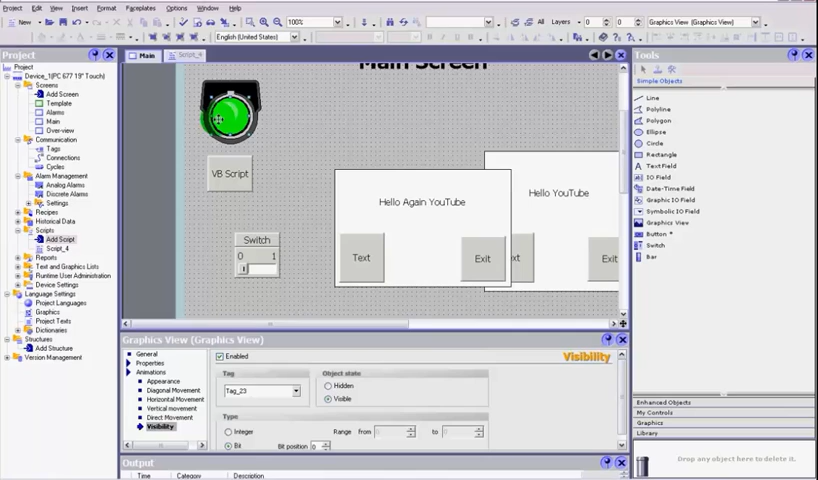 Project Edit View Insert Format Faceplates Options Window Help
New 100% All Layers 0 0 Graphics View (Graphics View)
English (United States)
Project
Project
Device_1(PC 677 19" Touch)
Screens
Add Screen
Template
Alarms
Main
Over-view
Communication
Tags
Connections
Cycles
Alarm Management
Analog Alarms
Discrete Alarms
Settings
Recipes
Historical Data
Scripts
Add Script
Script_4
Reports
Text and Graphics Lists
Runtime User Administration
Device Settings
Language Settings
Project Languages
Graphics
Project Texts
Dictionaries
Structures
Add Structure
Version Management
Main Script_4
Main Screen
VB Script
Hello Again YouTube
Hello YouTube
Switch
0 1
Text
Exit
ext
Exit
Graphics View (Graphics View)
General
Properties
Animations
Appearance
Diagonal Movement
Horizontal Movement
Vertical movement
Direct Movement
Visibility
Enabled
Visibility
Tag
Tag_23
Object state
Hidden
Visible
Type
Integer
Range from 0 to 0
Bit
Bit position 0
Output
Time Category Description
Tools
Simple Objects
Line
Polyline
Polygon
Ellipse
Circle
Rectangle
Text Field
IO Field
Date-Time Field
Graphic IO Field
Symbolic IO Field
Graphics View
Button
Switch
Bar
Enhanced Objects
My Controls
Graphics
Library
Drop any object here to delete it.